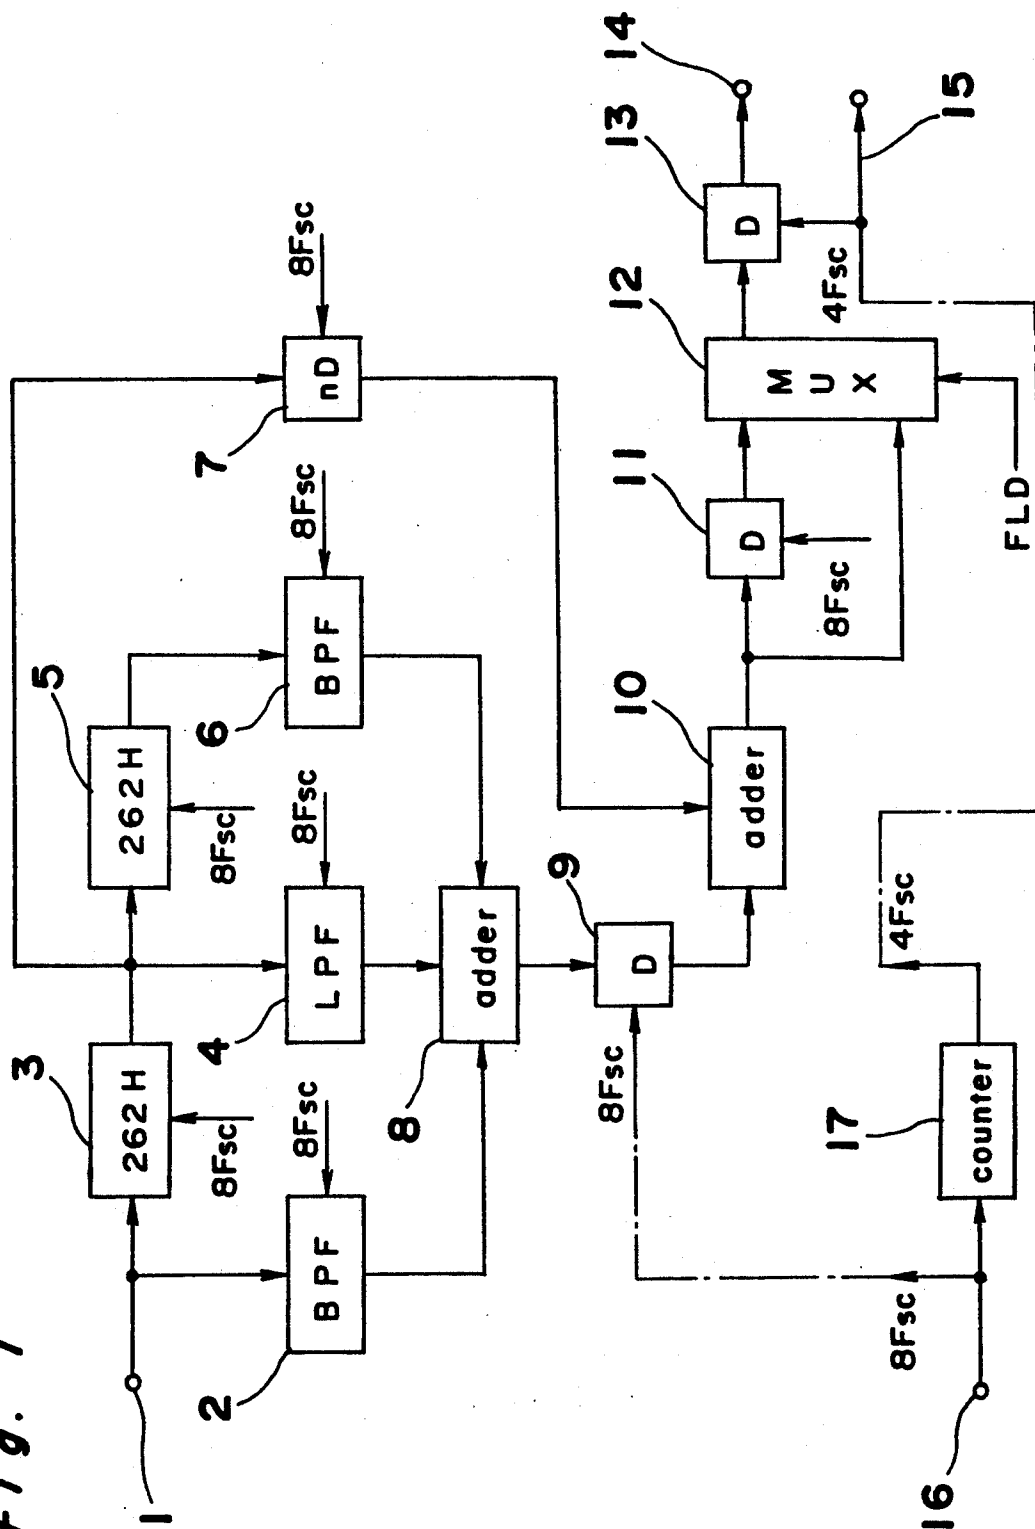 Fig. 1
1
3
262H
8Fsc
5
262H
8Fsc
2
BPF
8Fsc
4
LPF
8Fsc
6
BPF
8Fsc
7
nD
8Fsc
8
adder
9
D
8Fsc
10
adder
11
D
8Fsc
12
MUX
FLD
13
D
4Fsc
14
15
16
8Fsc
17
counter
4Fsc